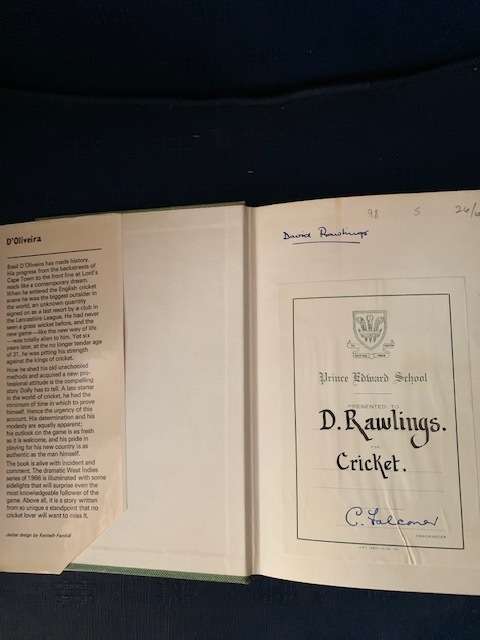 D'Oliveira
Basil D'Oliveira has made history.
His progress from the backstreets of
Cape Town to the front line at Lord's
reads like a contemporary dream.
When he entered the English cricket
scene he was the biggest outsider in
the world, an unknown quantity
signed on as a last resort by a club in
the Lancashire League. He had never
seen a grass wicket before, and the
new game—like the new way of life
—was totally alien to him. Yet six
years later, at the no longer tender age
of 31, he was pitting his strength
against the kings of cricket.
How he shed his old unschooled
methods and acquired a new pro-
fessional attitude is the compelling
story Dolly has to tell. A late starter
in the world of cricket, he had the
minimum of time in which to prove
himself. Hence the urgency of this
account. His determination and his
modesty are equally apparent;
his outlook on the game is as fresh
as it is welcome, and his pride in
playing for his new country is as
authentic as the man himself.
The book is alive with incident and
comment. The dramatic West Indies
series of 1966 is illuminated with some
sidelights that will surprise even the
most knowledgeable follower of the
game. Above all, it is a story written
from so unique a standpoint that no
cricket lover will want to miss it.
Jacket design by Kenneth Farnhill
98 S 26/6
David Rawlings
Prince Edward School
PRESENTED TO
D. Rawlings.
FOR
Cricket.
C. Falconer
HEADMASTER